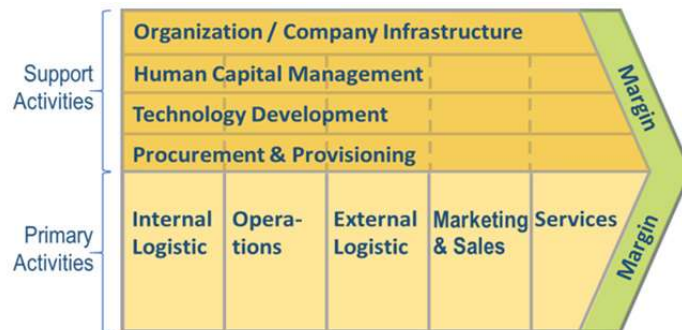 Organization / Company Infrastructure
Support
Activities
Human Capital Management
Technology Development
Procurement & Provisioning
Margin
Primary
Activities
Internal
Logistic
Opera-
tions
External
Logistic
Marketing
& Sales
Services
Margin